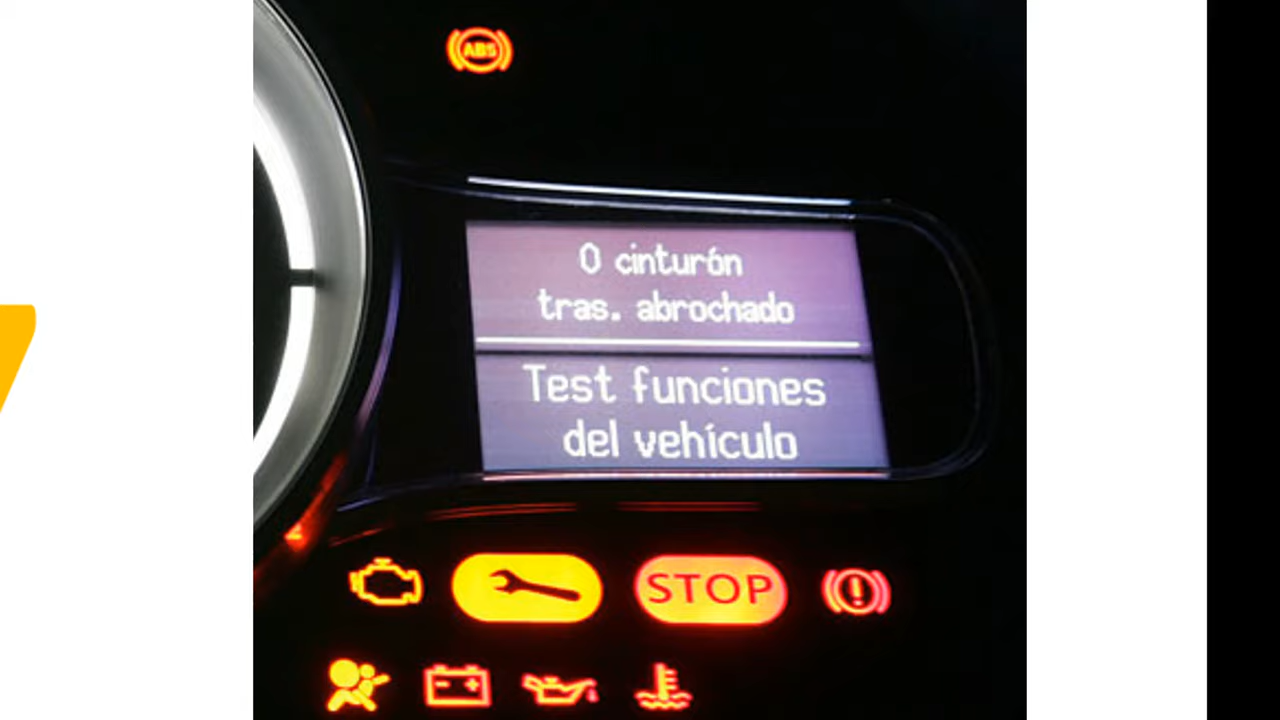 ABS
0 cinturón
tras. abrochado
Test funciones
del vehículo
STOP